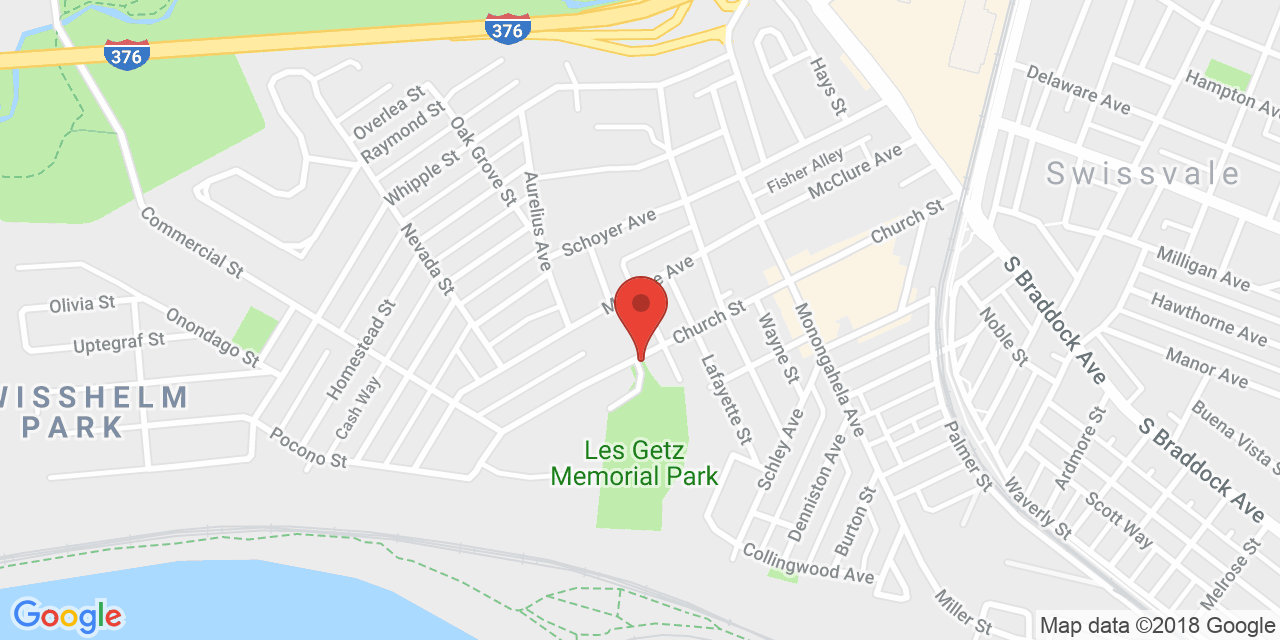 376
376
Hays St
Delaware Ave
Hampton Ave
Overlea St
Raymond St
Oak Grove St
Whipple St
Aurelius Ave
Fisher Alley
McClure Ave
Swissvale
Commercial St
Nevada St
Schoyer Ave
Church St
S Braddock Ave
Milligan Ave
Olivia St
Onondago St
Uptegraf St
Homestead St
Cash Way
Church St
Wayne St
Monongahela Ave
Noble St
Hawthorne Ave
Manor Ave
WISSHELM
PARK
Pocono St
Lafayette St
Schley Ave
Denniston Ave
Burton St
Palmer St
Ardmore St
Buena Vista S
S Braddock Ave
Les Getz
Memorial Park
Waverly St
Scott Way
Collingwood Ave
Melrose St
Miller St
Google
Map data ©2018 Google